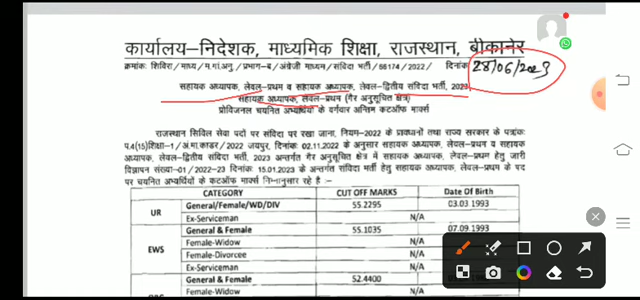 कार्यालय-निदेशक, माध्यमिक शिक्षा, राजस्थान, बीकानेर
क्रमांक: शिविरा / माध्य / म.गां.अनु / प्रभाग-ब / अंग्रेजी माध्यम / संविदा भर्ती / 56174 / 2022 / दिनांक 28/06/2023
सहायक अध्यापक, लेवल-प्रथम व सहायक अध्यापक, लेवल-द्वितीय संविदा भर्ती, 2023
सहायक अध्यापक, लेवल-प्रथम (गैर अनुसूचित क्षेत्र)
प्रोविजनल चयनित अभ्यर्थियों के वर्गवार अन्तिम कटऑफ मार्क्स
राजस्थान सिविल सेवा पदों पर संविदा पर रखा जाना, नियम-2022 के प्रावधानों तथा राज्य सरकार के पत्रांक:
प.4(15)शिक्षा-1 / अं.मा.काडर / 2022 जयपुर, दिनांक: 02.11.2022 के अनुसार सहायक अध्यापक, लेवल-प्रथम व सहायक
अध्यापक, लेवल-द्वितीय संविदा भर्ती, 2023 अन्तर्गत गैर अनुसूचित क्षेत्र में सहायक अध्यापक, लेवल-प्रथम हेतु जारी
विज्ञापन संख्या-01 / 2022-23 दिनांक 15.01.2023 के अन्तर्गत संविदा भर्ती हेतु सहायक अध्यापक, लेवल-प्रथम के पद
पर चयनित अभ्यर्थियों के कटऑफ मार्क्स निम्नानुसार रहे है :-
CATEGORY CUT OFF MARKS Date Of Birth
UR General/Female/WD/DIV 55.2295 03.03.1993
Ex-Serviceman N/A
EWS General & Female 55.1035 07.09.1993
Female-Widow N/A
Female-Divorcee N/A
Ex-Serviceman N/A
General & Female 52.4400
Female-Widow